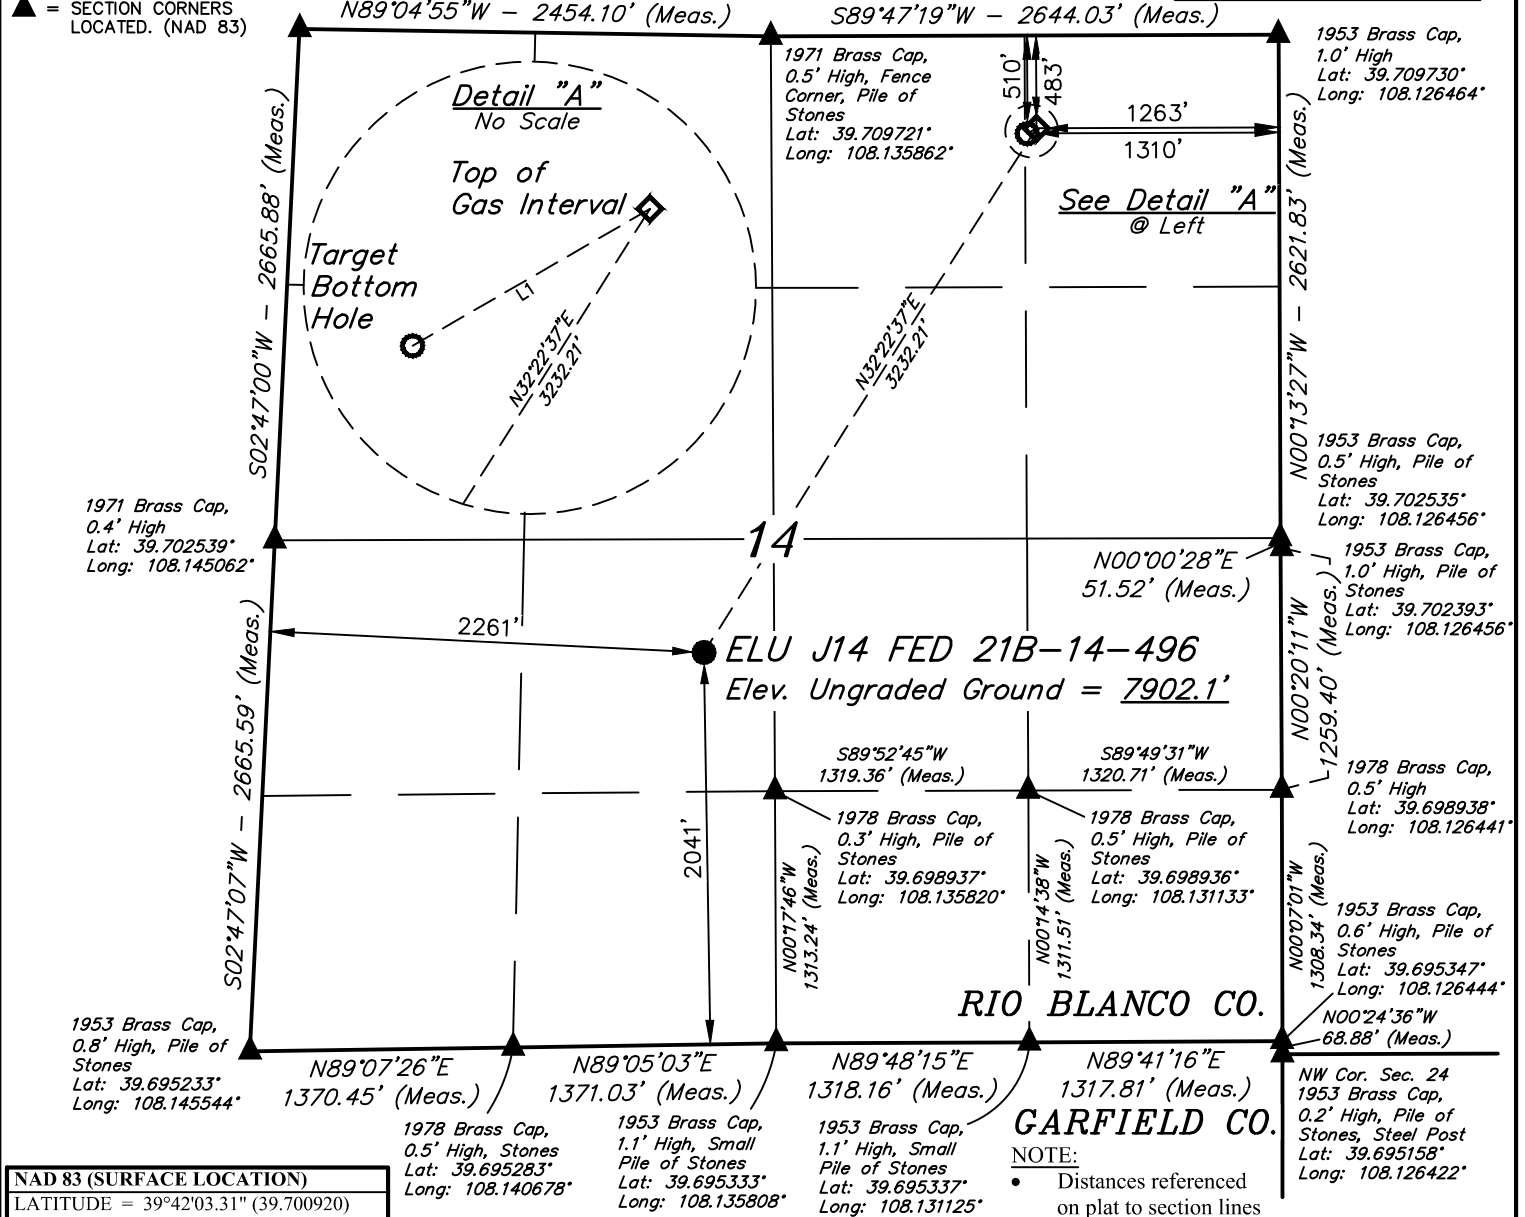 ▲ = SECTION CORNERS
LOCATED. (NAD 83)
N89°04'55"W - 2454.10' (Meas.)
S89°47'19"W - 2644.03' (Meas.)
1953 Brass Cap,
1.0' High
Lat: 39.709730°
Long: 108.126464°
1971 Brass Cap,
0.5' High, Fence
Corner, Pile of
Stones
Lat: 39.709721°
Long: 108.135862°
510'
483'
1263'
1310'
See Detail "A"
@ Left
Detail "A"
No Scale
Top of
Gas Interval
Target
Bottom
Hole
L1
N32°22'37"E
3232.21'
N32°22'37"E
3232.21'
S02°47'00"W - 2665.88' (Meas.)
N00°13'27"W - 2621.83' (Meas.)
1953 Brass Cap,
0.5' High, Pile of
Stones
Lat: 39.702535°
Long: 108.126456°
1971 Brass Cap,
0.4' High
Lat: 39.702539°
Long: 108.145062°
14
N00°00'28"E
51.52' (Meas.)
1953 Brass Cap,
1.0' High, Pile of
Stones
Lat: 39.702393°
Long: 108.126456°
2261'
ELU J14 FED 21B-14-496
Elev. Ungraded Ground = 7902.1'
S02°47'07"W - 2665.59' (Meas.)
N00°20'11"W
1259.40' (Meas.)
S89°52'45"W
1319.36' (Meas.)
S89°49'31"W
1320.71' (Meas.)
1978 Brass Cap,
0.5' High
Lat: 39.698938°
Long: 108.126441°
1978 Brass Cap,
0.3' High, Pile of
Stones
Lat: 39.698937°
Long: 108.135820°
1978 Brass Cap,
0.5' High, Pile of
Stones
Lat: 39.698936°
Long: 108.131133°
2041'
N00°17'46"W
1313.24' (Meas.)
N00°14'38"W
1311.51' (Meas.)
N00°07'01"W
1308.34' (Meas.)
1953 Brass Cap,
0.6' High, Pile of
Stones
Lat: 39.695347°
Long: 108.126444°
RIO BLANCO CO.
N00°24'36"W
68.88' (Meas.)
1953 Brass Cap,
0.8' High, Pile of
Stones
Lat: 39.695233°
Long: 108.145544°
N89°07'26"E
1370.45' (Meas.)
N89°05'03"E
1371.03' (Meas.)
N89°48'15"E
1318.16' (Meas.)
N89°41'16"E
1317.81' (Meas.)
NW Cor. Sec. 24
1953 Brass Cap,
0.2' High, Pile of
Stones, Steel Post
Lat: 39.695158°
Long: 108.126422°
1978 Brass Cap,
0.5' High, Stones
Lat: 39.695283°
Long: 108.140678°
1953 Brass Cap,
1.1' High, Small
Pile of Stones
Lat: 39.695333°
Long: 108.135808°
1953 Brass Cap,
1.1' High, Small
Pile of Stones
Lat: 39.695337°
Long: 108.131125°
GARFIELD CO.
NOTE:
• Distances referenced
on plat to section lines
NAD 83 (SURFACE LOCATION)
LATITUDE = 39°42'03.31" (39.700920)